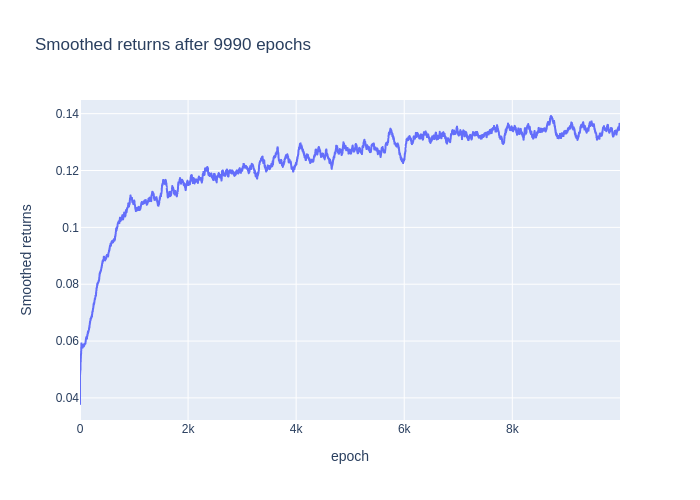 Smoothed returns after 9990 epochs
0.14
0.12
0.1
0.08
0.06
0.04
Smoothed returns
0 2k 4k 6k 8k
epoch